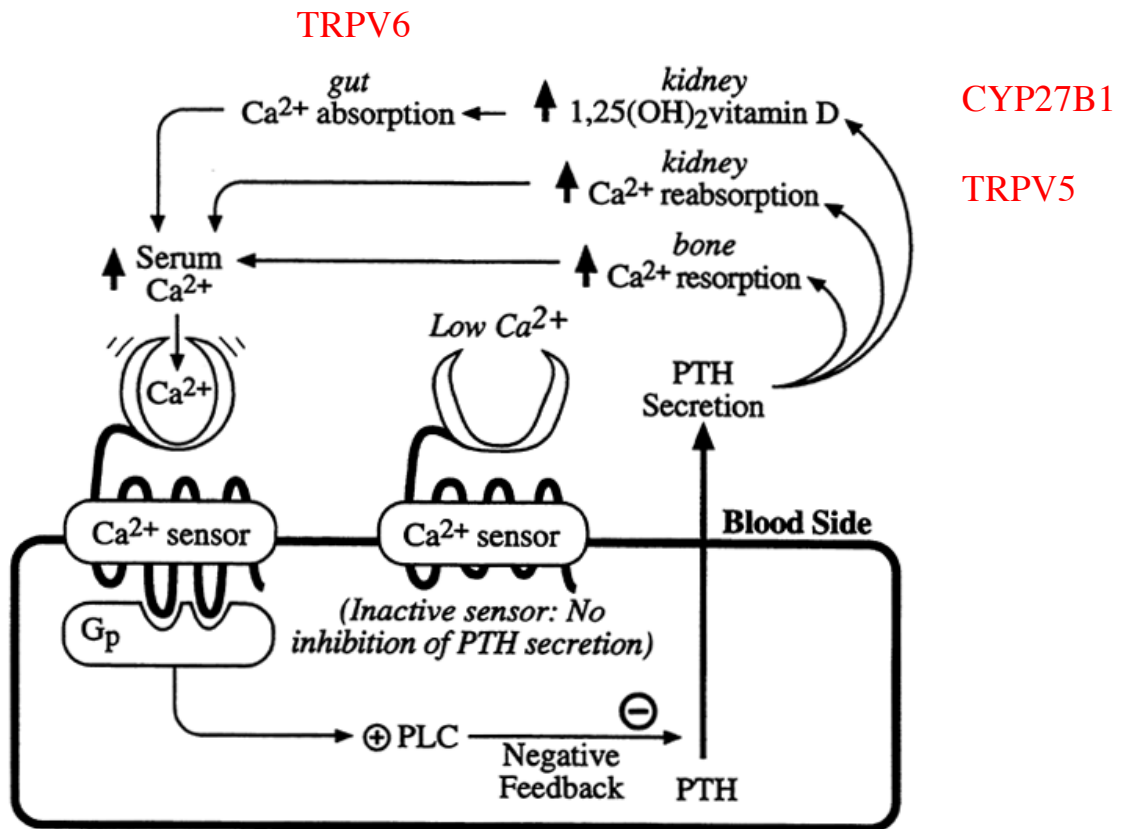 TRPV6
gut
Ca2+ absorption
kidney
1,25(OH)2vitamin D
CYP27B1
kidney
Ca2+ reabsorption
TRPV5
bone
Ca2+ resorption
Serum
Ca2+
Low Ca2+
Ca2+
PTH
Secretion
Ca2+ sensor
Ca2+ sensor
Blood Side
(Inactive sensor: No
inhibition of PTH secretion)
Gp
+ PLC
−
Negative
Feedback
PTH